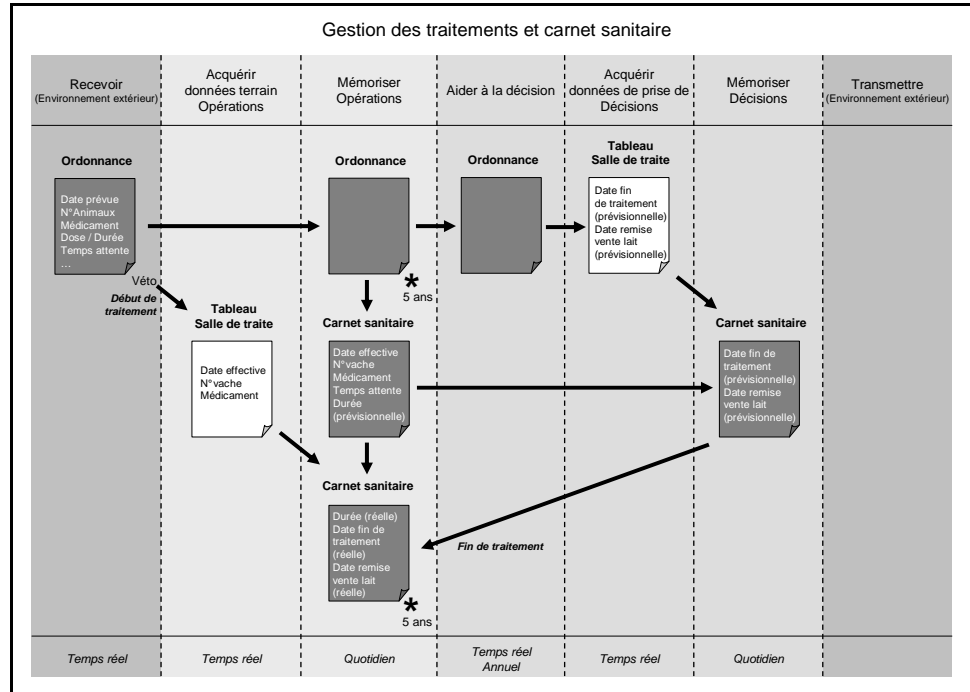 Gestion des traitements et carnet sanitaire
Recevoir
(Environnement extérieur)
Acquérir
données terrain
Opérations
Mémoriser
Opérations
Aider à la décision
Acquérir
données de prise de
Décisions
Mémoriser
Décisions
Transmettre
(Environnement extérieur)
Ordonnance
Date prévue
N°Animaux
Médicament
Dose / Durée
Temps attente
…
Véto
Début de
traitement
Ordonnance
*
5 ans
Ordonnance
Tableau
Salle de traite
Date fin
de traitement
(prévisionnelle)
Date remise
vente lait
(prévisionnelle)
Tableau
Salle de traite
Date effective
N°vache
Médicament
Carnet sanitaire
Date effective
N°vache
Médicament
Temps attente
Durée
(prévisionnelle)
Carnet sanitaire
Date fin de
traitement
(prévisionnelle)
Date remise
vente lait
(prévisionnelle)
Carnet sanitaire
Durée (réelle)
Date fin de
traitement
(réelle)
Date remise
vente lait
(réelle)
*
5 ans
Fin de traitement
Temps réel
Temps réel
Quotidien
Temps réel
Annuel
Temps réel
Quotidien